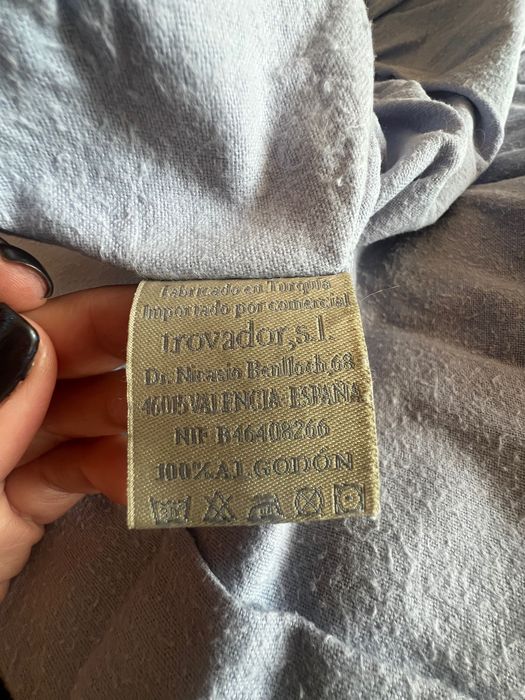 Fabricado en Turquía
Importado por comercial
trovador,s.l.
Dr. Nicasio Benlloch,68
46015 VALENCIA-ESPAÑA
NIF B46408266
100% ALGODÓN